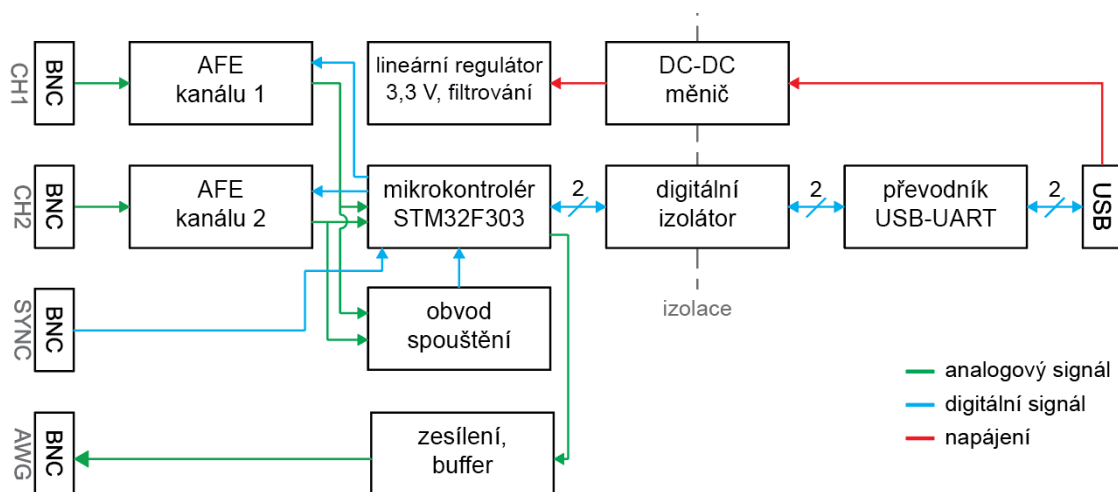 CH1
BNC
AFE
kanálu 1
lineární regulátor
3,3 V, filtrování
DC-DC
měnič
CH2
BNC
AFE
kanálu 2
mikrokontrolér
STM32F303
2
digitální
izolátor
2
převodník
USB-UART
2
USB
SYNC
BNC
obvod
spouštění
izolace
AWG
BNC
zesílení,
buffer
analogový signál
digitální signál
napájení